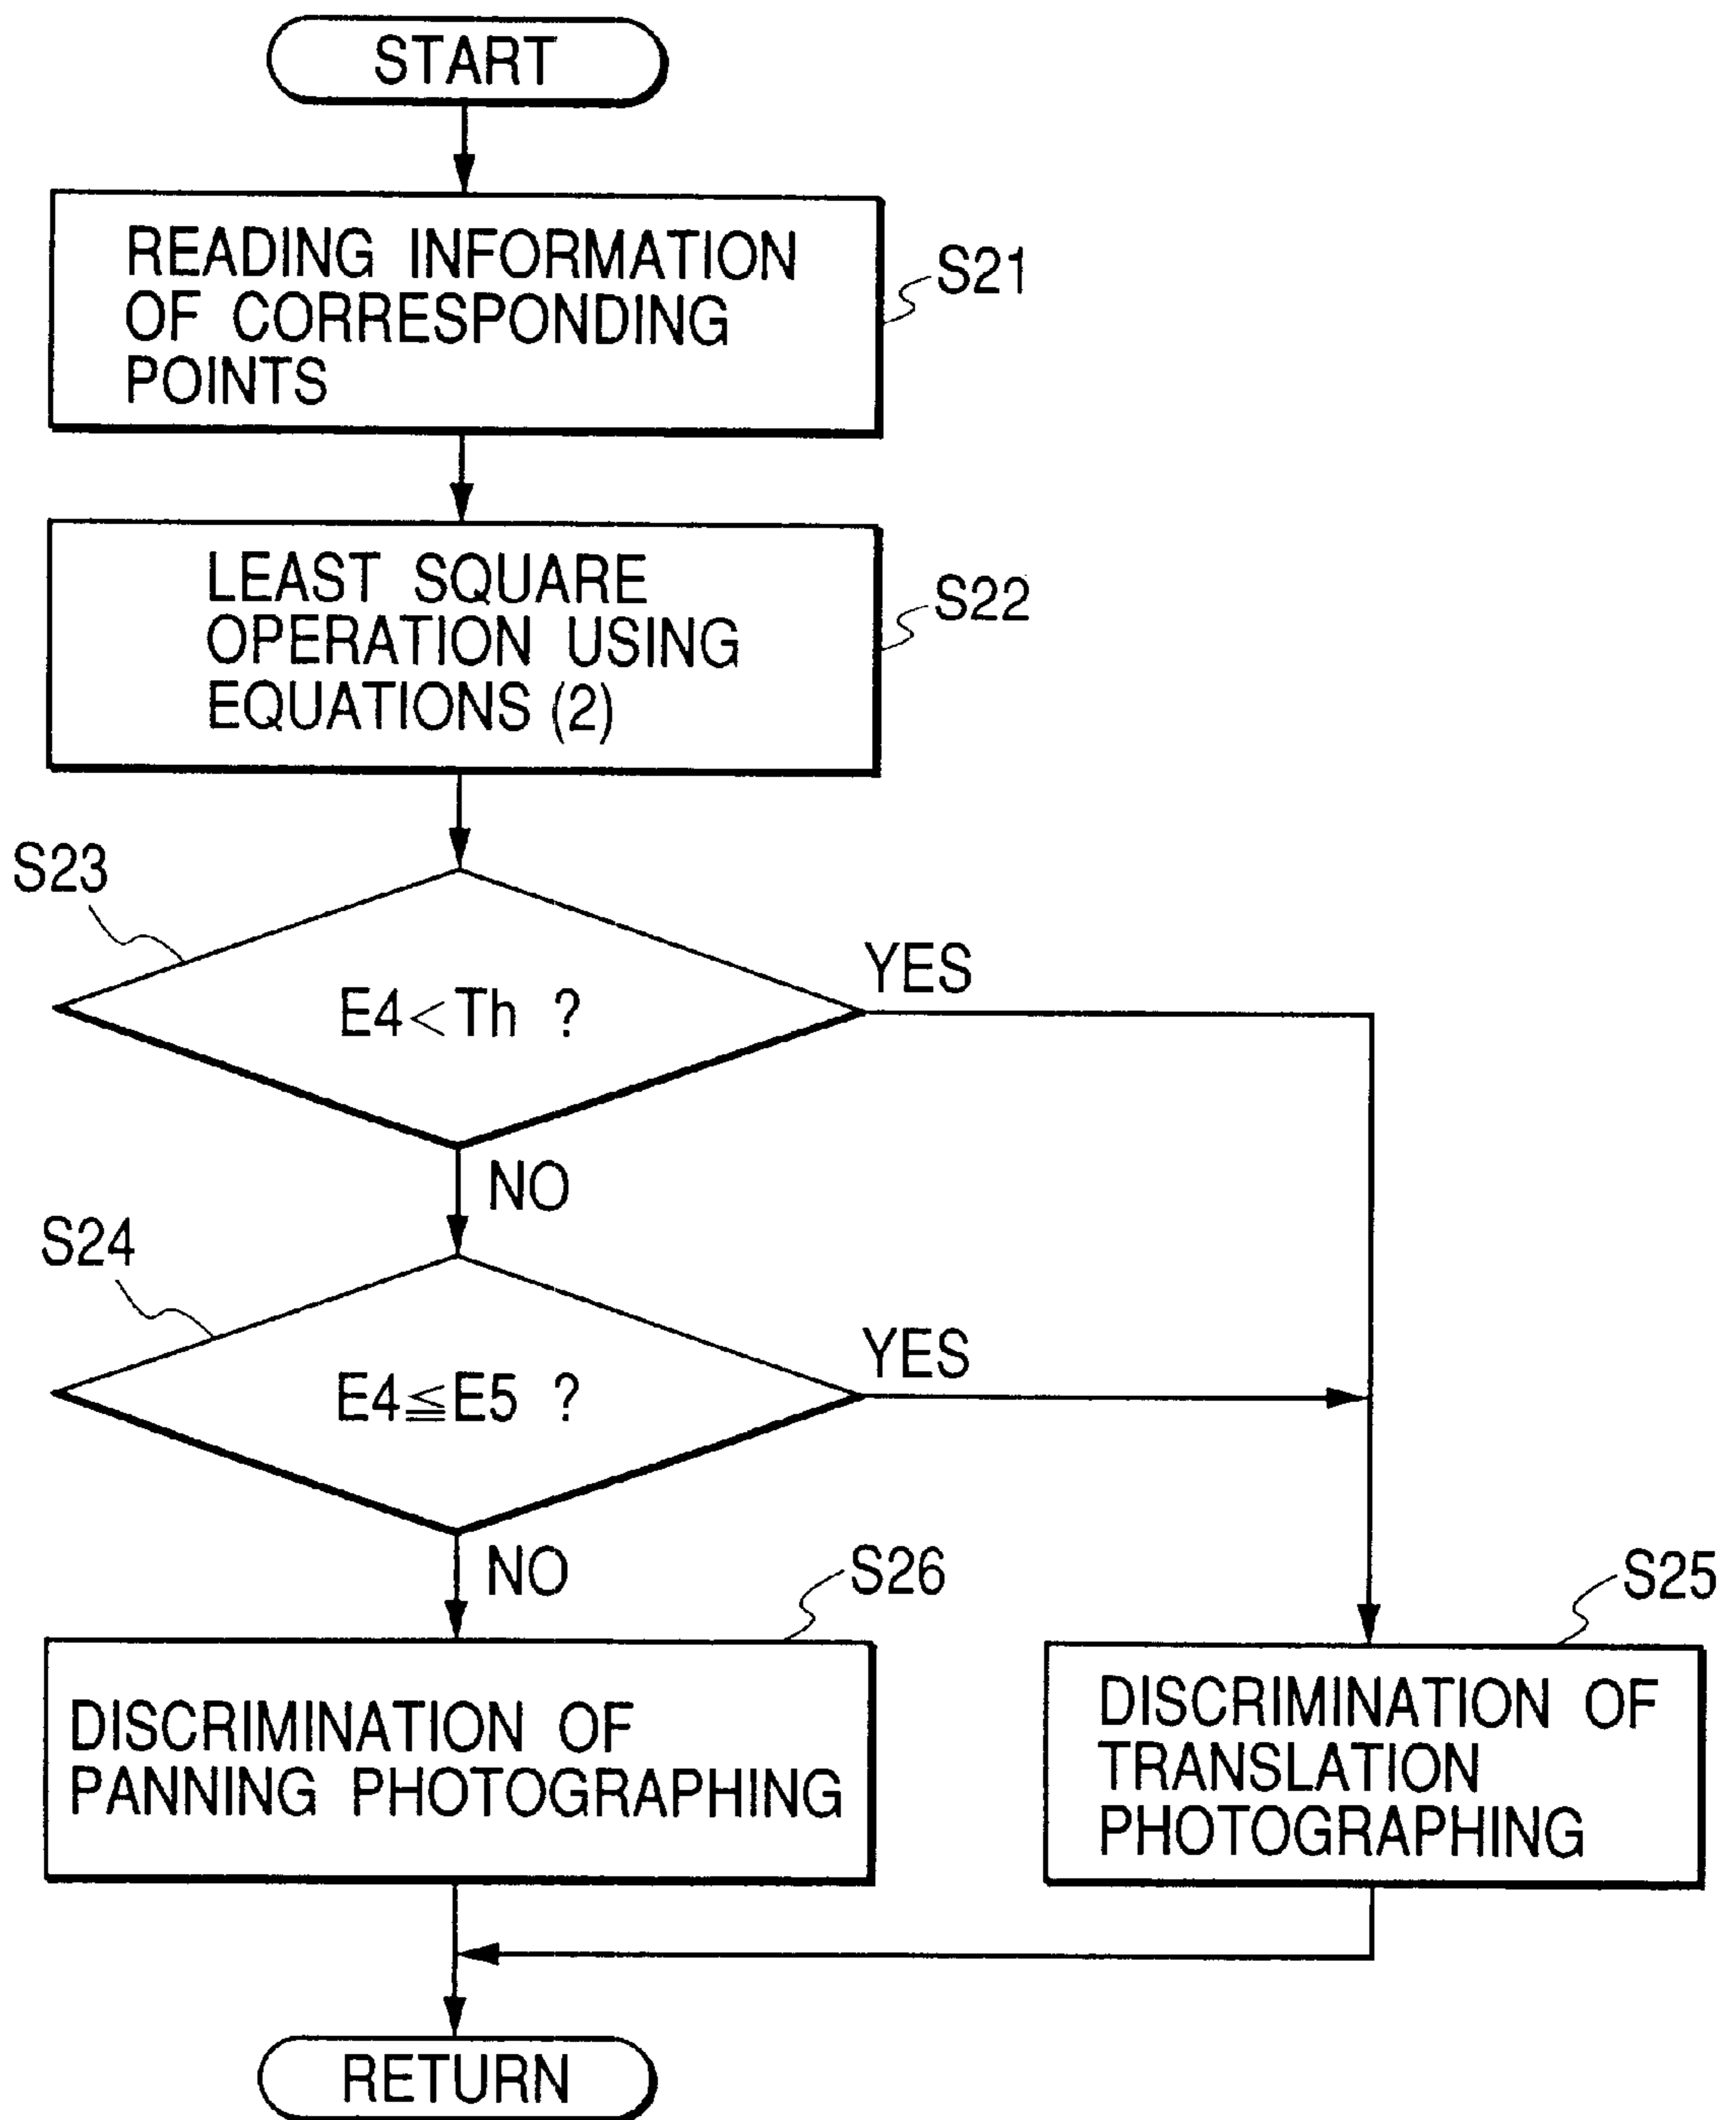 START
READING INFORMATION
OF CORRESPONDING
POINTS
S21
LEAST SQUARE
OPERATION USING
EQUATIONS (2)
S22
S23
E4<Th ?
YES
NO
S24
E4≦E5 ?
YES
NO
S26
S25
DISCRIMINATION OF
PANNING PHOTOGRAPHING
DISCRIMINATION OF
TRANSLATION
PHOTOGRAPHING
RETURN